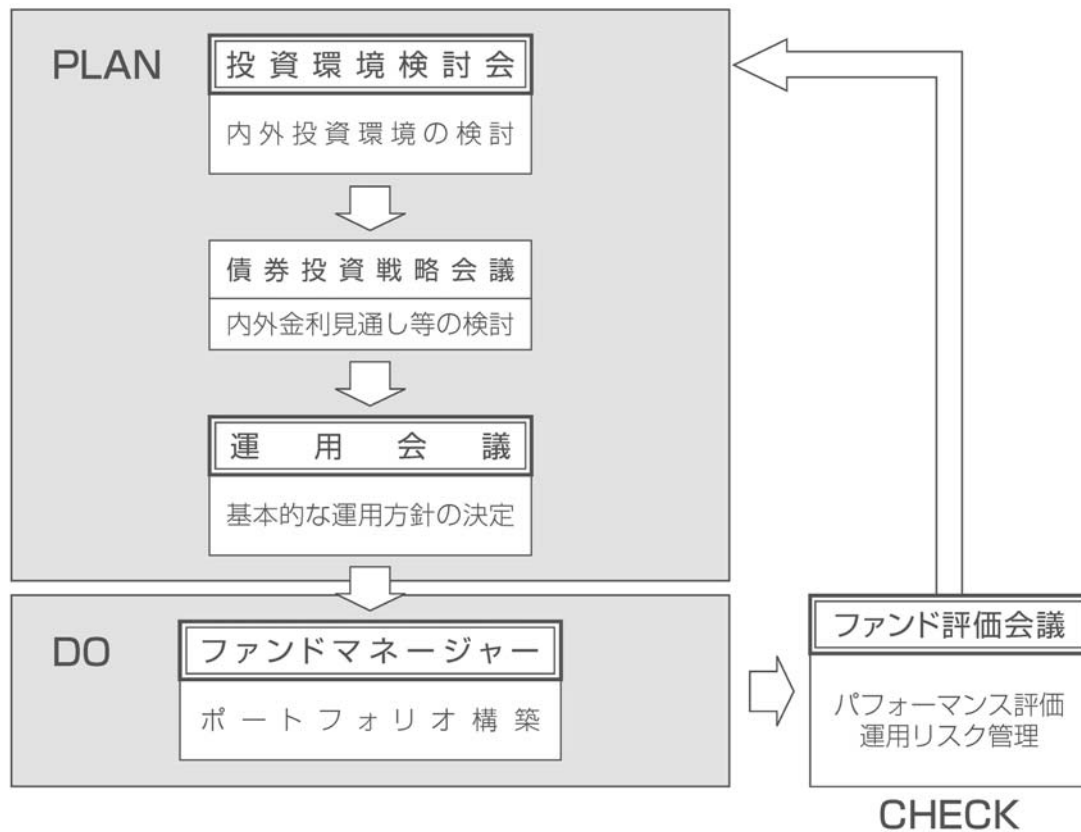 PLAN
投資環境検討会
内外投資環境の検討
債券投資戦略会議
内外金利見通し等の検討
運用会議
基本的な運用方針の決定
DO
ファンドマネージャー
ポートフォリオ構築
ファンド評価会議
パフォーマンス評価
運用リスク管理
CHECK